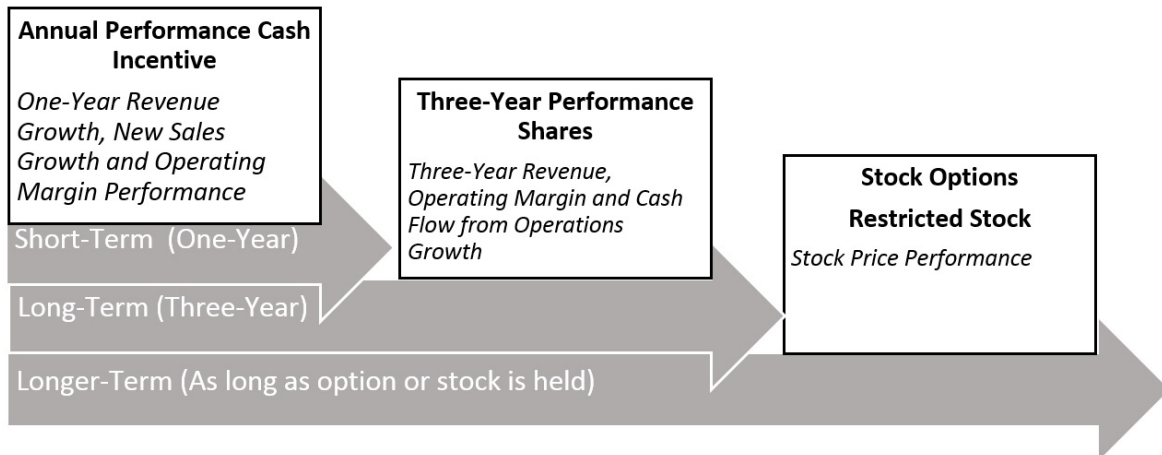 Annual Performance Cash
Incentive
One-Year Revenue
Growth, New Sales
Growth and Operating
Margin Performance
Short-Term (One-Year)
Three-Year Performance
Shares
Three-Year Revenue,
Operating Margin and Cash
Flow from Operations
Growth
Long-Term (Three-Year)
Stock Options
Restricted Stock
Stock Price Performance
Longer-Term (As long as option or stock is held)